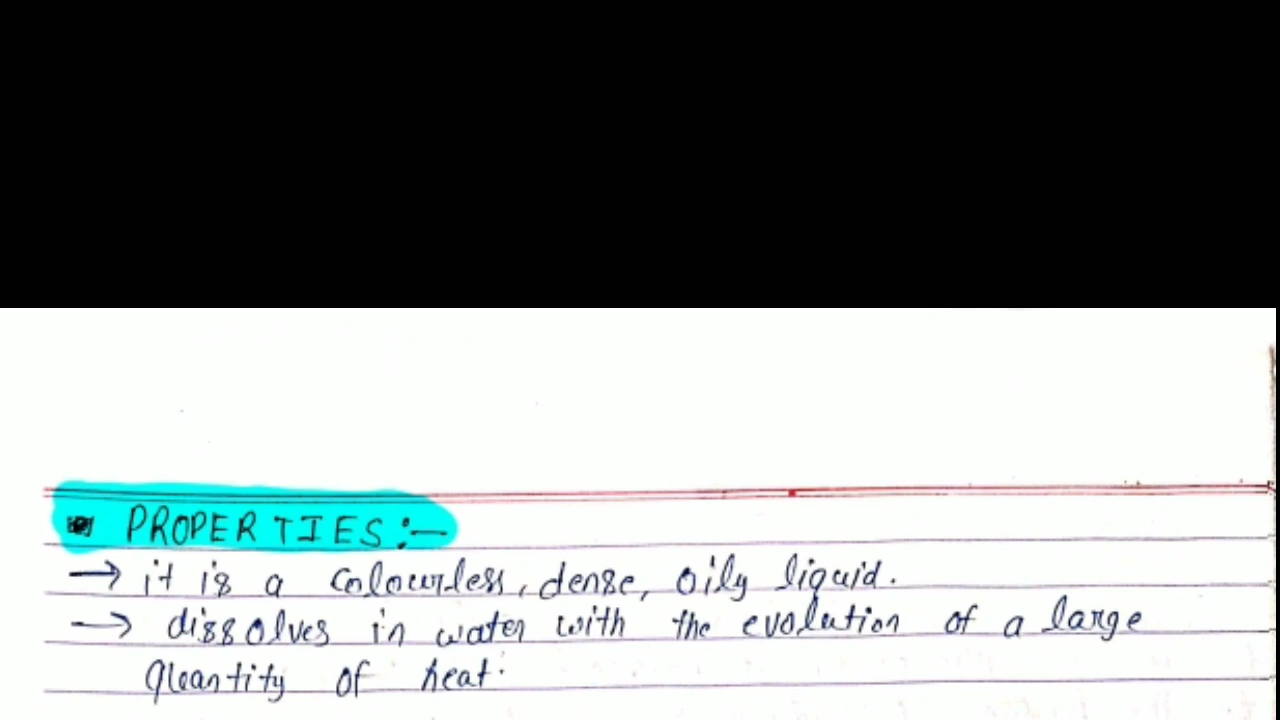 PROPERTIES:-
→ it is a colourless, dense, oily liquid.
→ dissolves in water with the evolution of a large
quantity of heat.